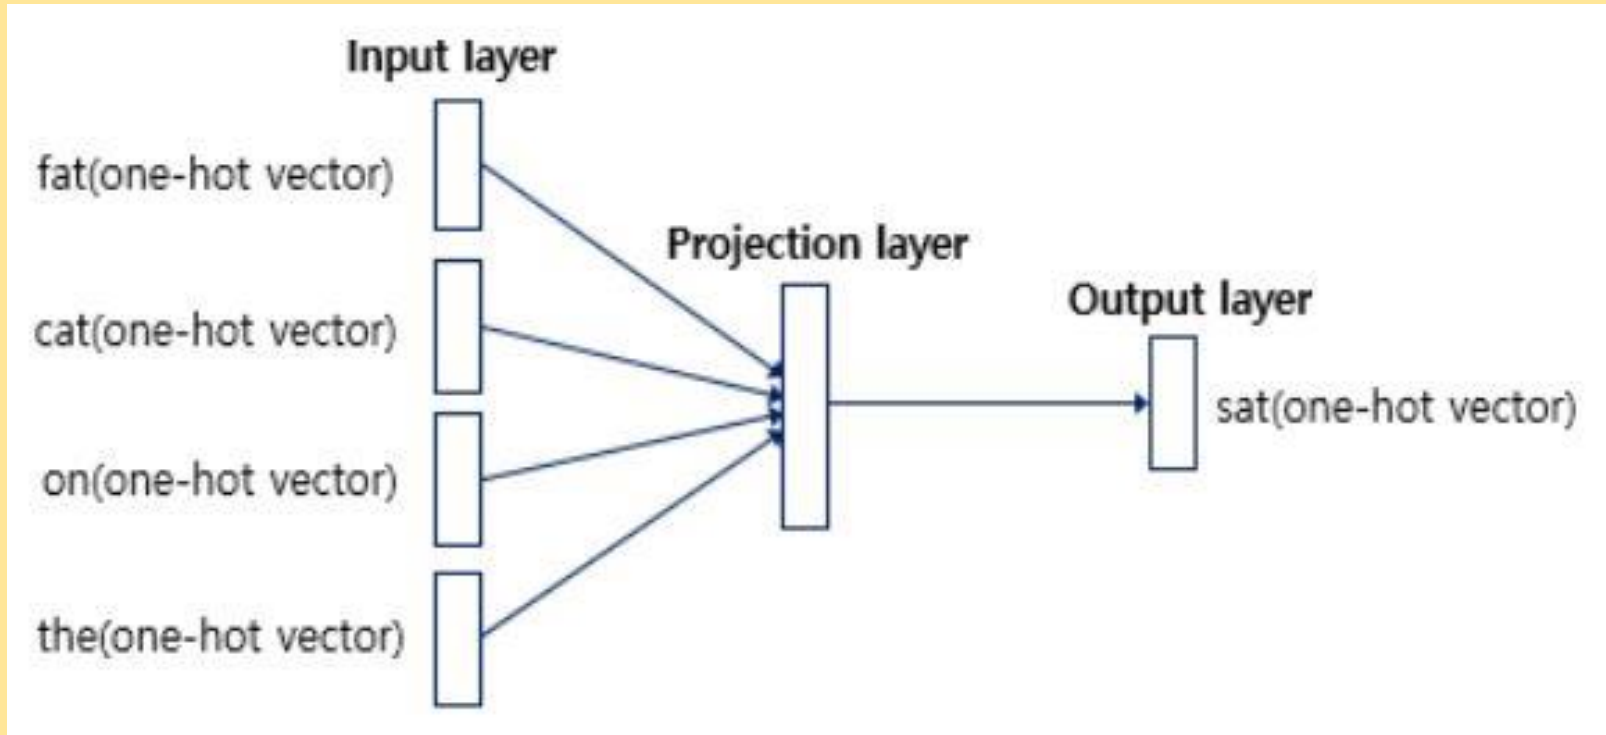 Input layer
fat(one-hot vector)
cat(one-hot vector)
on(one-hot vector)
the(one-hot vector)
Projection layer
Output layer
sat(one-hot vector)